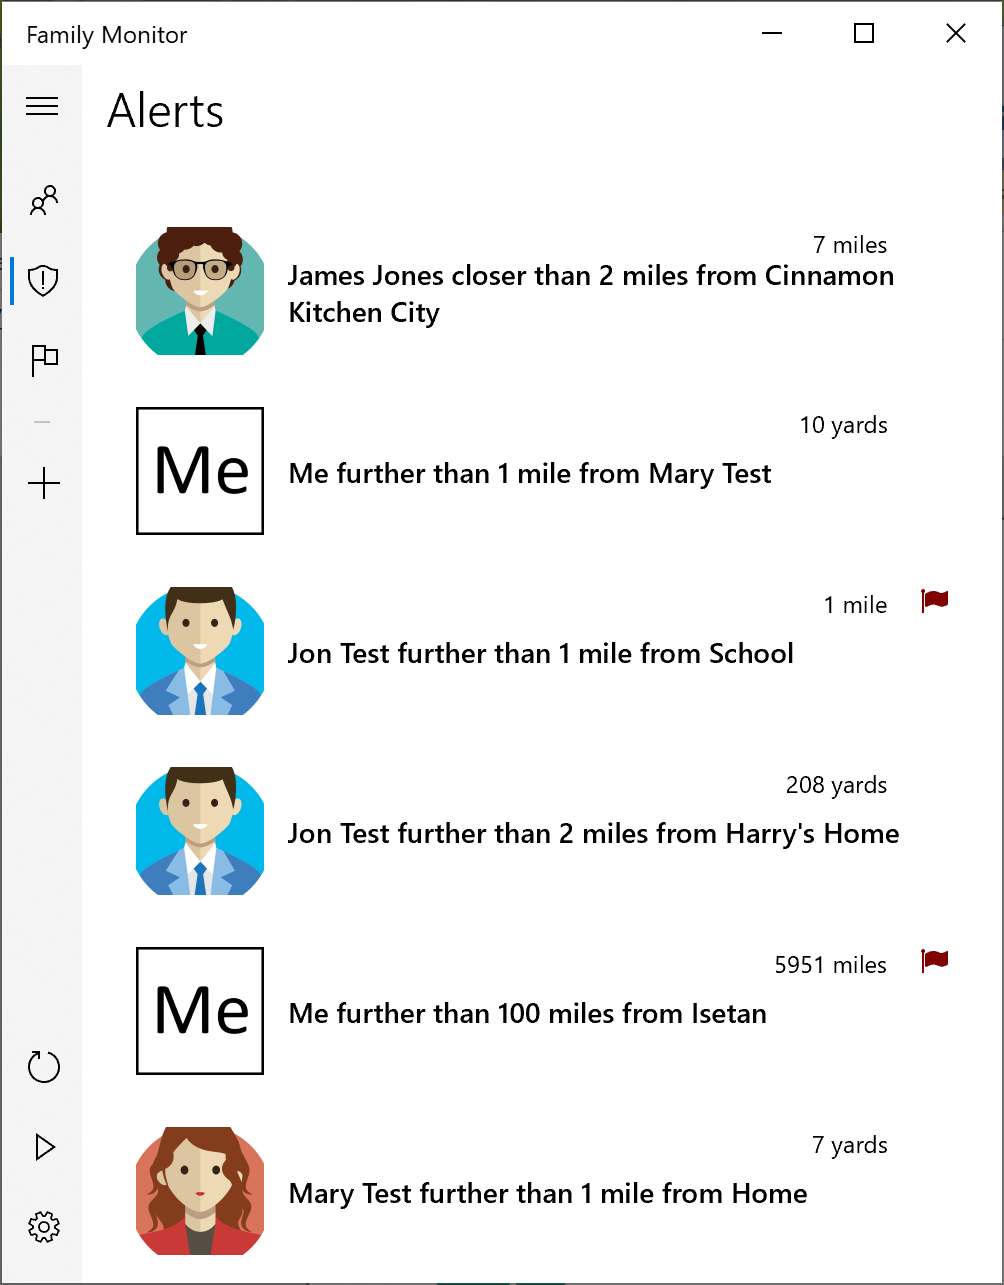 Family Monitor
Alerts
7 miles
James Jones closer than 2 miles from Cinnamon
Kitchen City
10 yards
Me
Me further than 1 mile from Mary Test
1 mile
Jon Test further than 1 mile from School
208 yards
Jon Test further than 2 miles from Harry's Home
5951 miles
Me
Me further than 100 miles from Isetan
7 yards
Mary Test further than 1 mile from Home